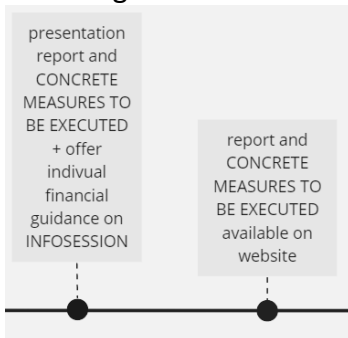 presentation
report and
CONCRETE
MEASURES TO
BE EXECUTED
+ offer
indivual
financial
guidance on
INFOSESSION
report and
CONCRETE
MEASURES TO
BE EXECUTED
available on
website